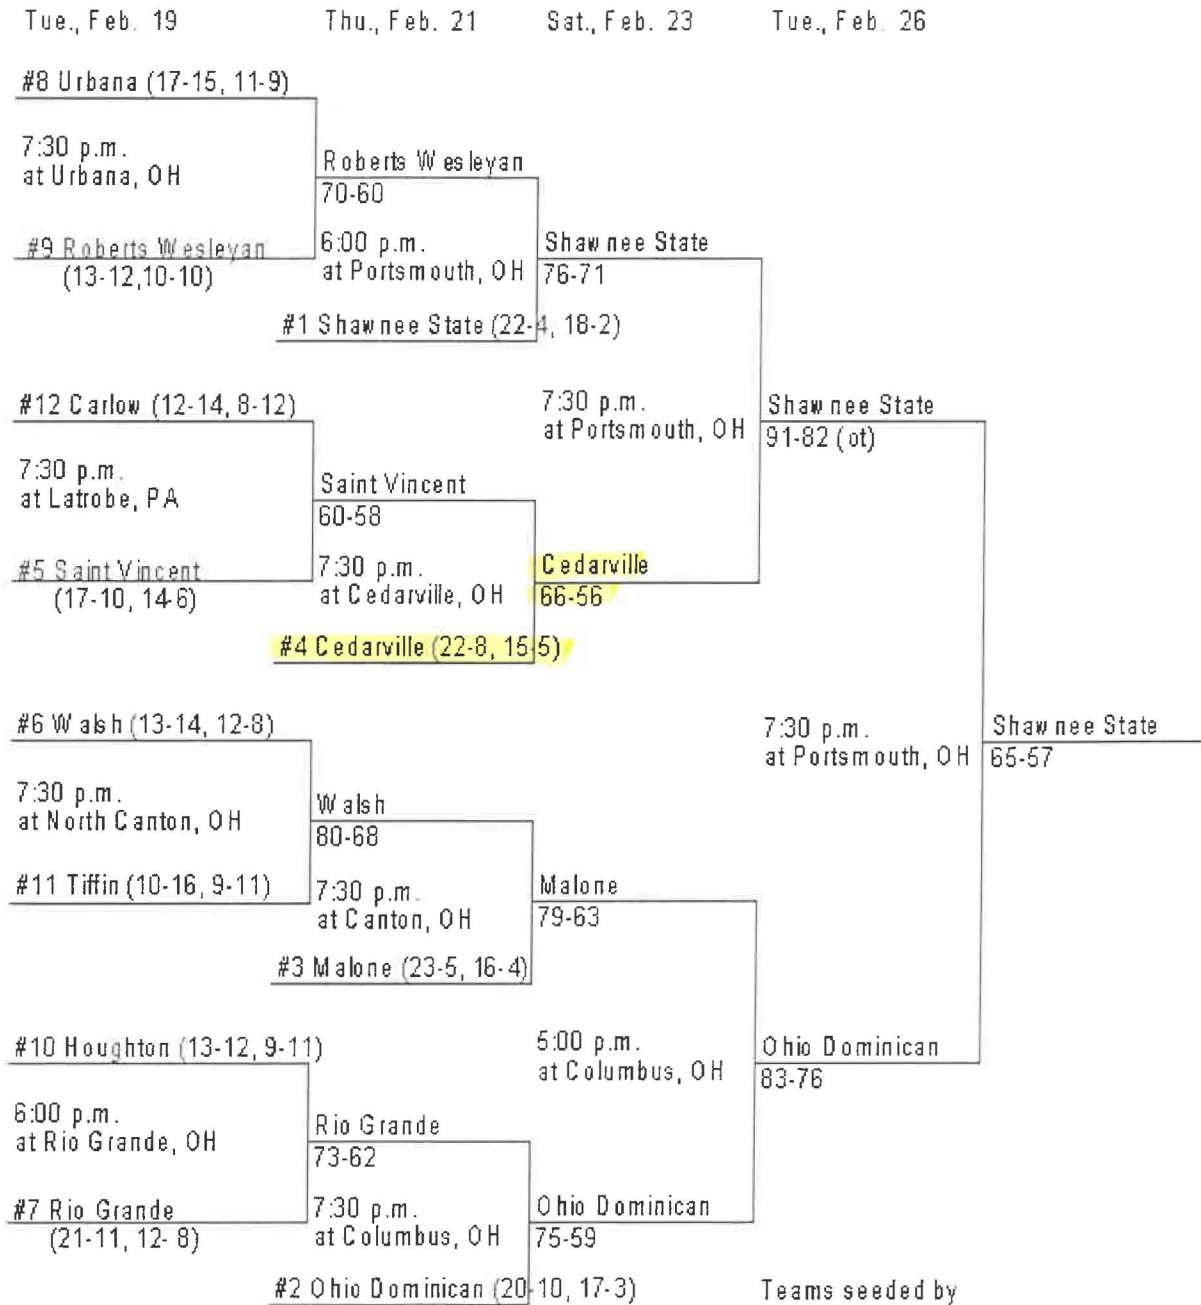 Tue., Feb. 19
Thu., Feb. 21
Sat., Feb. 23
Tue., Feb. 26
#8 Urbana (17-15, 11-9)
7:30 p.m.
at Urbana, OH
#9 Roberts Wesleyan
(13-12,10-10)
Roberts Wesleyan
70-60
6:00 p.m.
at Portsmouth, OH
#1 Shawnee State (22-4, 18-2)
Shawnee State
76-71
#12 Carlow (12-14, 8-12)
7:30 p.m.
at Latrobe, PA
#5 Saint Vincent
(17-10, 14-6)
Saint Vincent
60-58
7:30 p.m.
at Cedarville, OH
#4 Cedarville (22-8, 15-5)
Cedarville
66-56
7:30 p.m.
at Portsmouth, OH
Shawnee State
91-82 (ot)
#6 Walsh (13-14, 12-8)
7:30 p.m.
at North Canton, OH
#11 Tiffin (10-16, 9-11)
Walsh
80-68
7:30 p.m.
at Canton, OH
#3 Malone (23-5, 16-4)
Malone
79-63
#10 Houghton (13-12, 9-11)
6:00 p.m.
at Rio Grande, OH
#7 Rio Grande
(21-11, 12- 8)
Rio Grande
73-62
7:30 p.m.
at Columbus, OH
#2 Ohio Dominican (20-10, 17-3)
Ohio Dominican
75-59
5:00 p.m.
at Columbus, OH
Ohio Dominican
83-76
7:30 p.m.
at Portsmouth, OH
Shawnee State
65-57
Teams seeded by